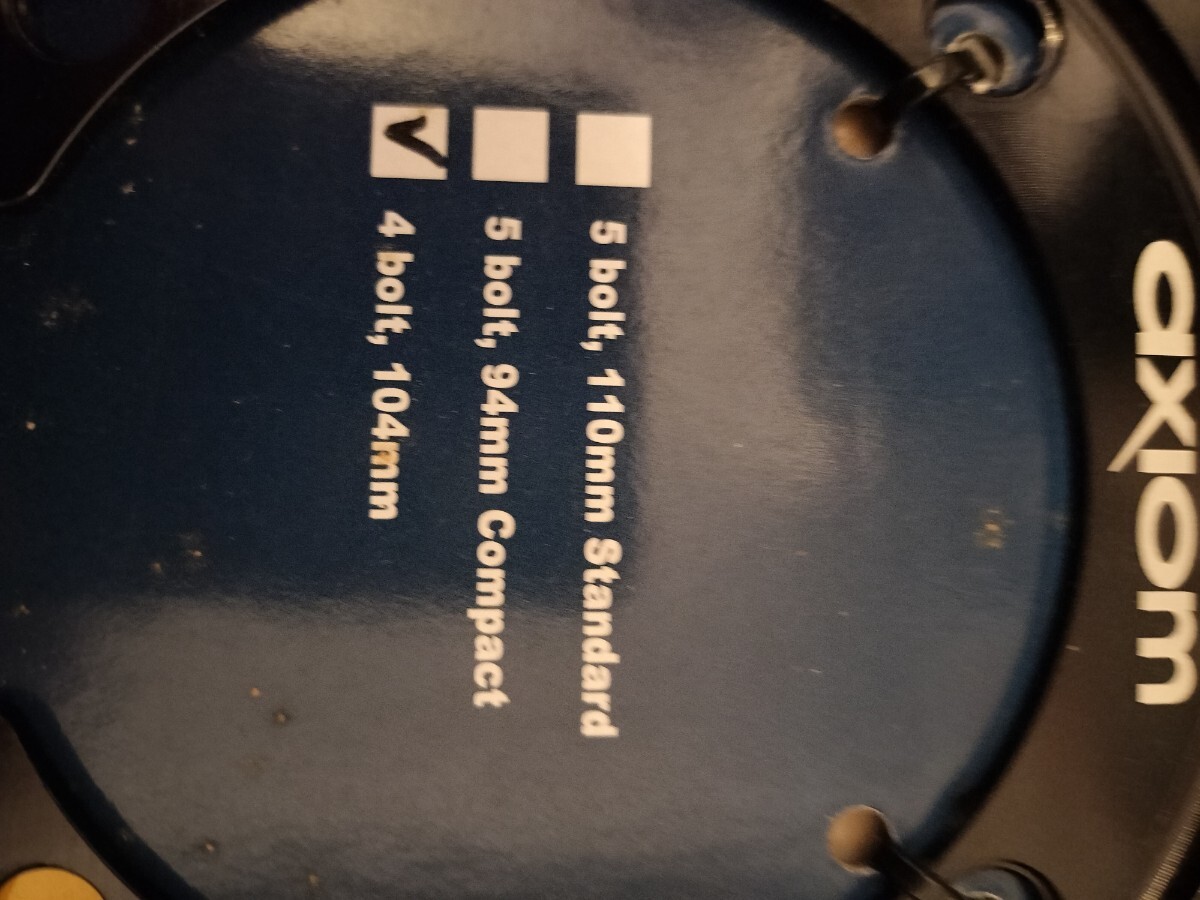 axiom
5 bolt, 110mm Standard
5 bolt, 94mm Compact
4 bolt, 104mm